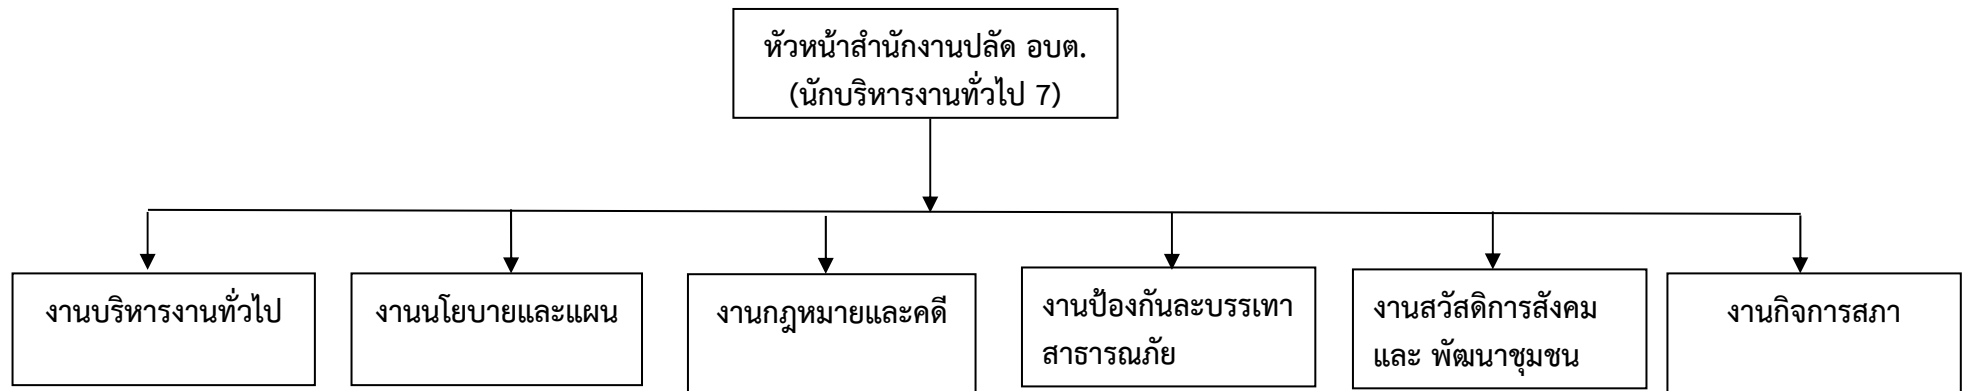 หัวหน้าสำนักงานปลัด อบต.
(นักบริหารงานทั่วไป 7)
งานบริหารงานทั่วไป
งานนโยบายและแผน
งานกฎหมายและคดี
งานป้องกันละบรรเทา
สาธารณภัย
งานสวัสดิการสังคม
และ พัฒนาชุมชน
งานกิจการสภา